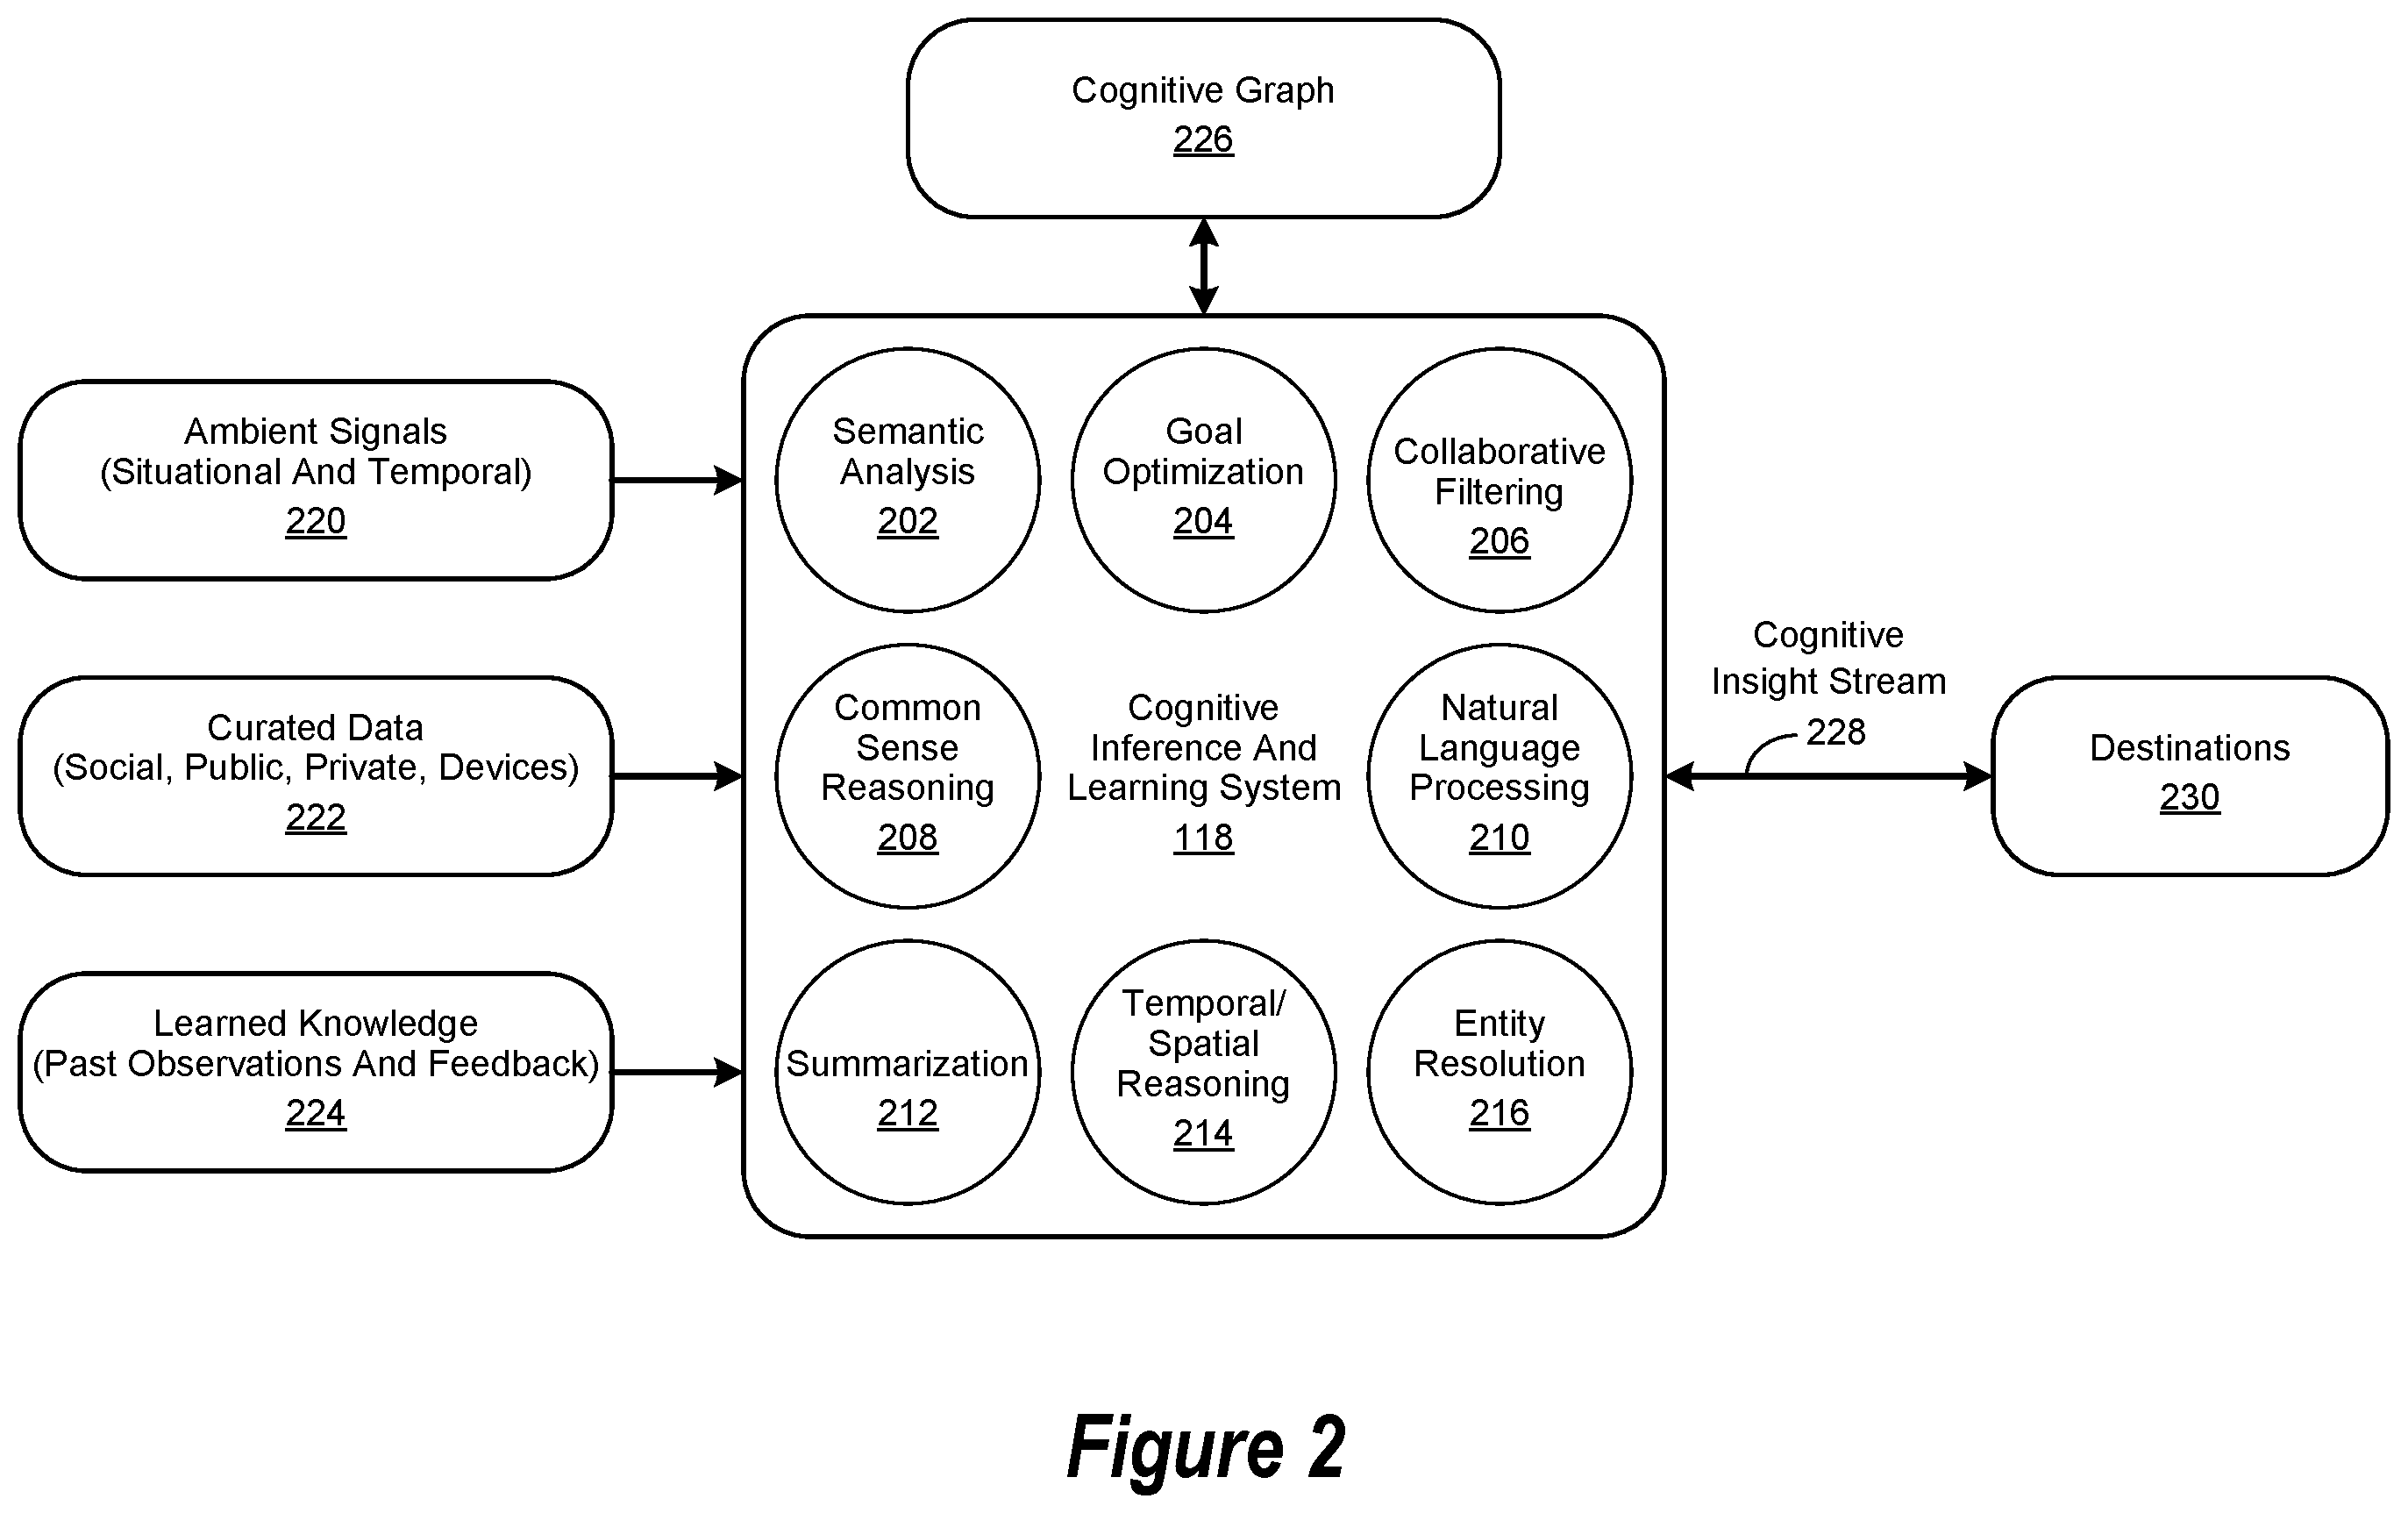 Cognitive Graph
226
Ambient Signals
(Situational And Temporal)
220
Curated Data
(Social, Public, Private, Devices)
222
Learned Knowledge
(Past Observations And Feedback)
224
Semantic
Analysis
202
Goal
Optimization
204
Collaborative
Filtering
206
Common
Sense
Reasoning
208
Cognitive
Inference And
Learning System
118
Natural
Language
Processing
210
Summarization
212
Temporal/
Spatial
Reasoning
214
Entity
Resolution
216
Cognitive
Insight Stream
228
Destinations
230
Figure 2